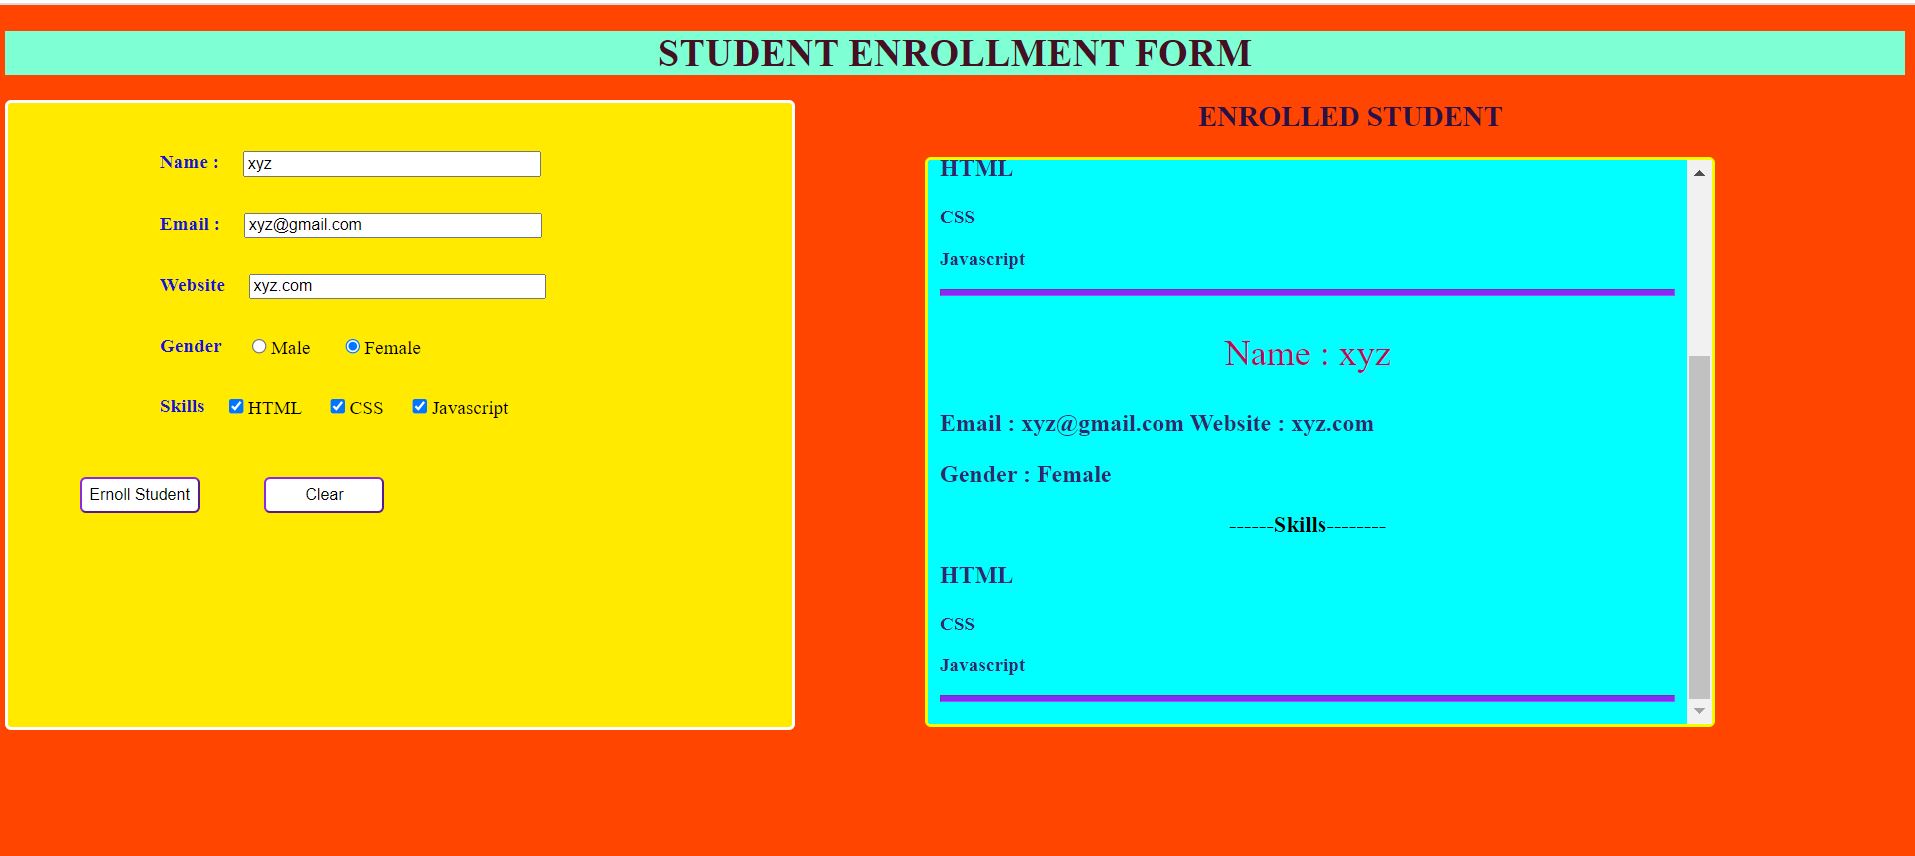 STUDENT ENROLLMENT FORM
Name : xyz
Email : xyz@gmail.com
Website xyz.com
Gender Male Female
Skills HTML CSS Javascript
Ernoll Student Clear
ENROLLED STUDENT
HTML
CSS
Javascript
Name : xyz
Email : xyz@gmail.com Website : xyz.com
Gender : Female
------Skills--------
HTML
CSS
Javascript